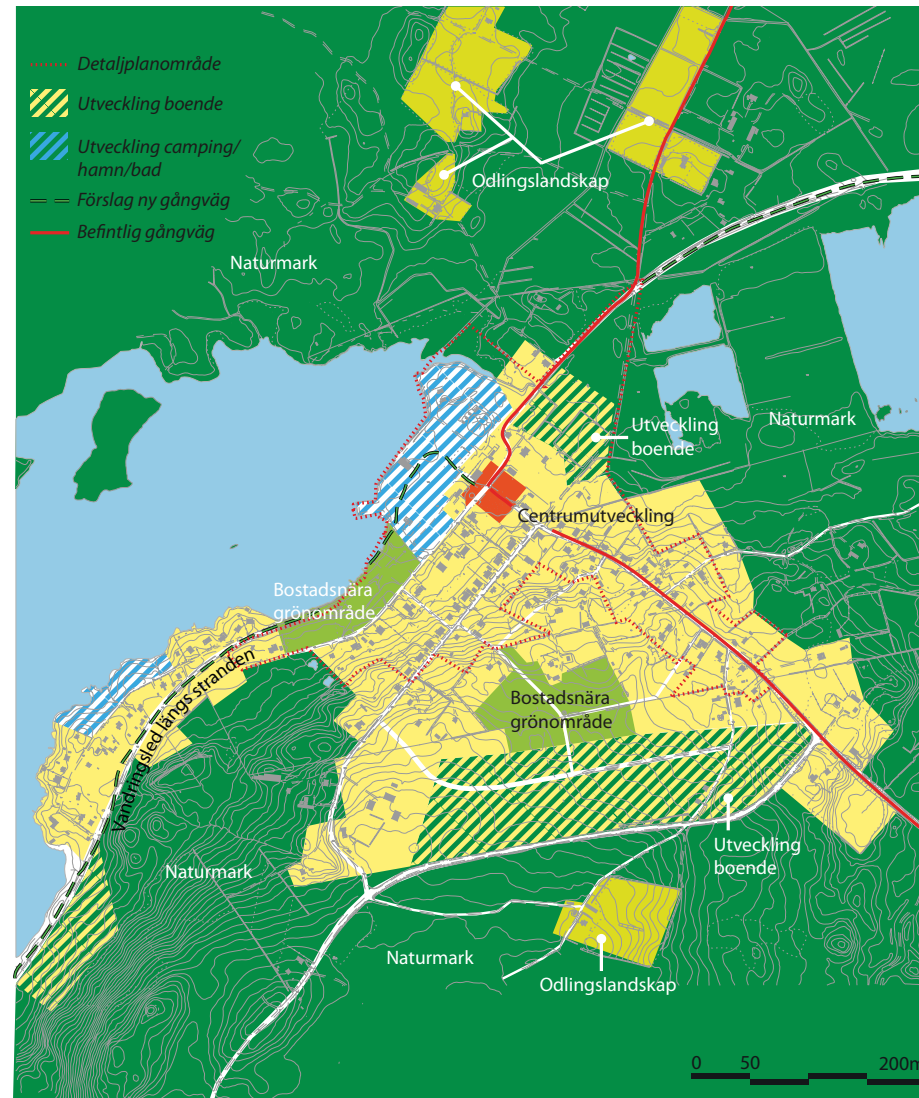 Detaljplanområde
Utveckling boende
Utveckling camping/
hamn/bad
Förslag ny gångväg
Befintlig gångväg
Odlingslandskap
Naturmark
Naturmark
Utveckling
boende
Centrumutveckling
Bostadsnära
grönområde
Vandringsled längs stranden
Bostadsnära
grönområde
Utveckling
boende
Naturmark
Naturmark
Odlingslandskap
0 50 200m